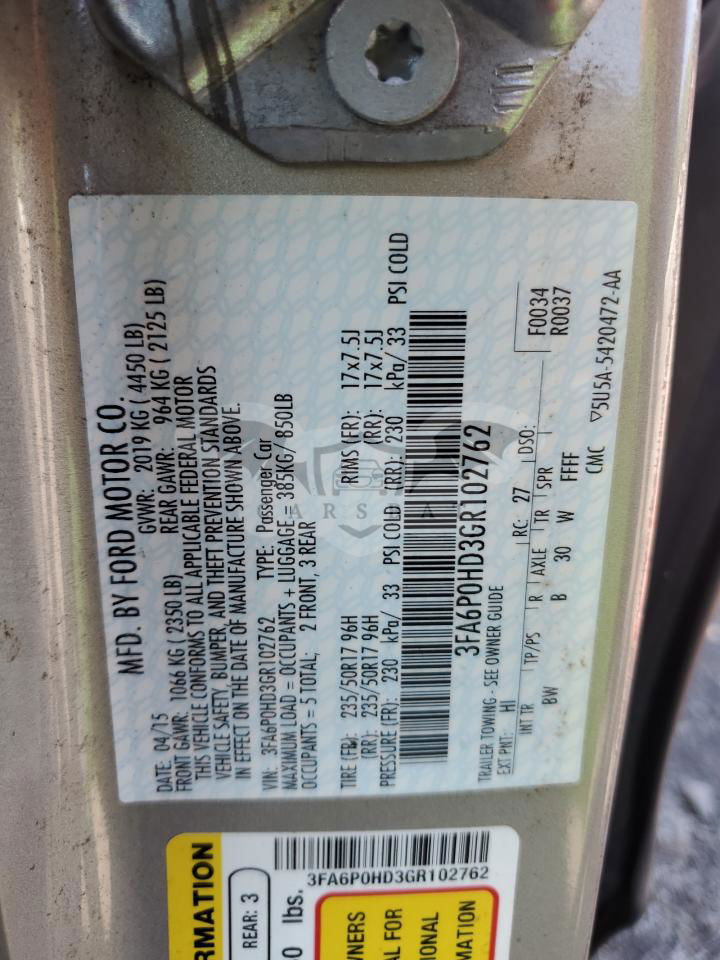 MFD. BY FORD MOTOR CO.
DATE: 04/15 GVWR: 2019 KG ( 4450 LB)
FRONT GAWR: 1066 KG ( 2350 LB) REAR GAWR: 964 KG ( 2125 LB)
THIS VEHICLE CONFORMS TO ALL APPLICABLE FEDERAL MOTOR
VEHICLE SAFETY, BUMPER, AND THEFT PREVENTION STANDARDS
IN EFFECT ON THE DATE OF MANUFACTURE SHOWN ABOVE.
VIN: 3FA6P0HD3GR102762 TYPE: Passenger Car
MAXIMUM LOAD = OCCUPANTS + LUGGAGE = 385KG / 850LB
OCCUPANTS = 5 TOTAL; 2 FRONT, 3 REAR
TIRE (FR): 235/50R17 96H RIMS (FR): 17x7.5J
(RR): 235/50R17 96H (RR): 17x7.5J
PRESSURE (FR): 230 kPa/ 33 PSI COLD (RR): 230 kPa/ 33 PSI COLD
3FA6P0HD3GR102762
TRAILER TOWING - SEE OWNER GUIDE
EXT PNT: HI RC: 27 DSO: F0034
R0037
INT TR TP/PS R AXLE TR SPR
BW B 30 W FFFF
CMC ▽5U5A-5420472-AA
3FA6P0HD3GR102762
RMATION
REAR: 3
0 lbs.
WNERS
AL FOR
IONAL
MATION